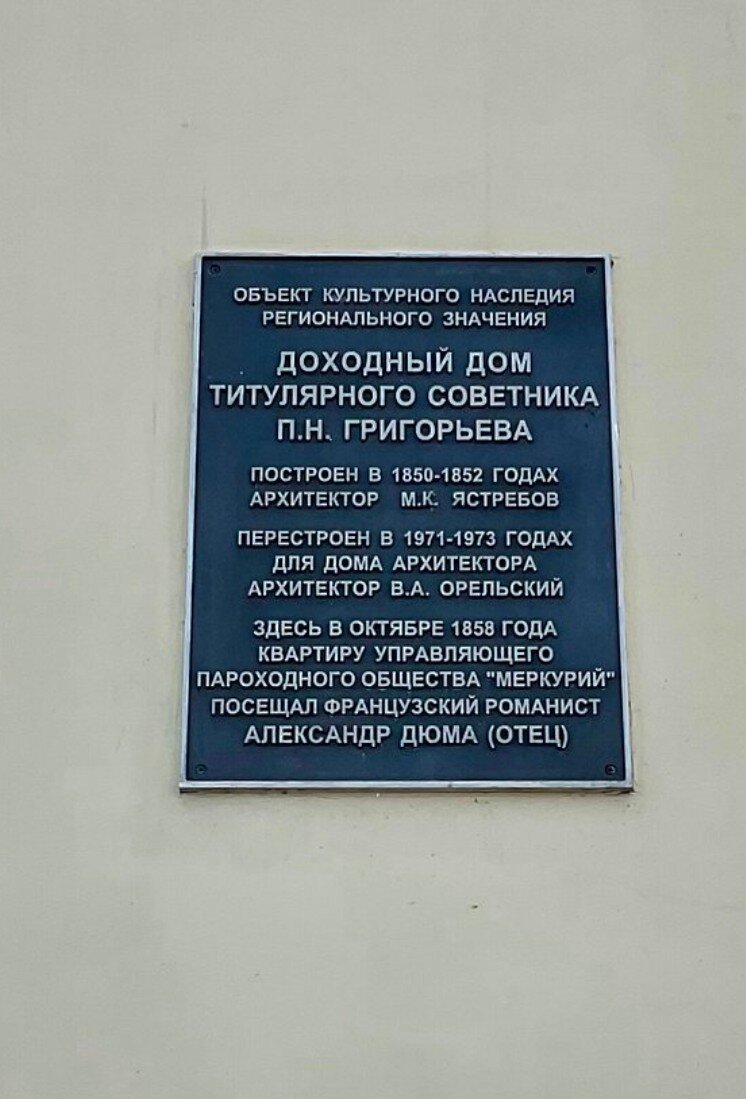 ОБЪЕКТ КУЛЬТУРНОГО НАСЛЕДИЯ
РЕГИОНАЛЬНОГО ЗНАЧЕНИЯ
ДОХОДНЫЙ ДОМ
ТИТУЛЯРНОГО СОВЕТНИКА
П.Н. ГРИГОРЬЕВА
ПОСТРОЕН В 1850-1852 ГОДАХ
АРХИТЕКТОР М.К. ЯСТРЕБОВ
ПЕРЕСТРОЕН В 1971-1973 ГОДАХ
ДЛЯ ДОМА АРХИТЕКТОРА
АРХИТЕКТОР В.А. ОРЕЛЬСКИЙ
ЗДЕСЬ В ОКТЯБРЕ 1858 ГОДА
КВАРТИРУ УПРАВЛЯЮЩЕГО
ПАРОХОДНОГО ОБЩЕСТВА "МЕРКУРИЙ"
ПОСЕЩАЛ ФРАНЦУЗСКИЙ РОМАНИСТ
АЛЕКСАНДР ДЮМА (ОТЕЦ)